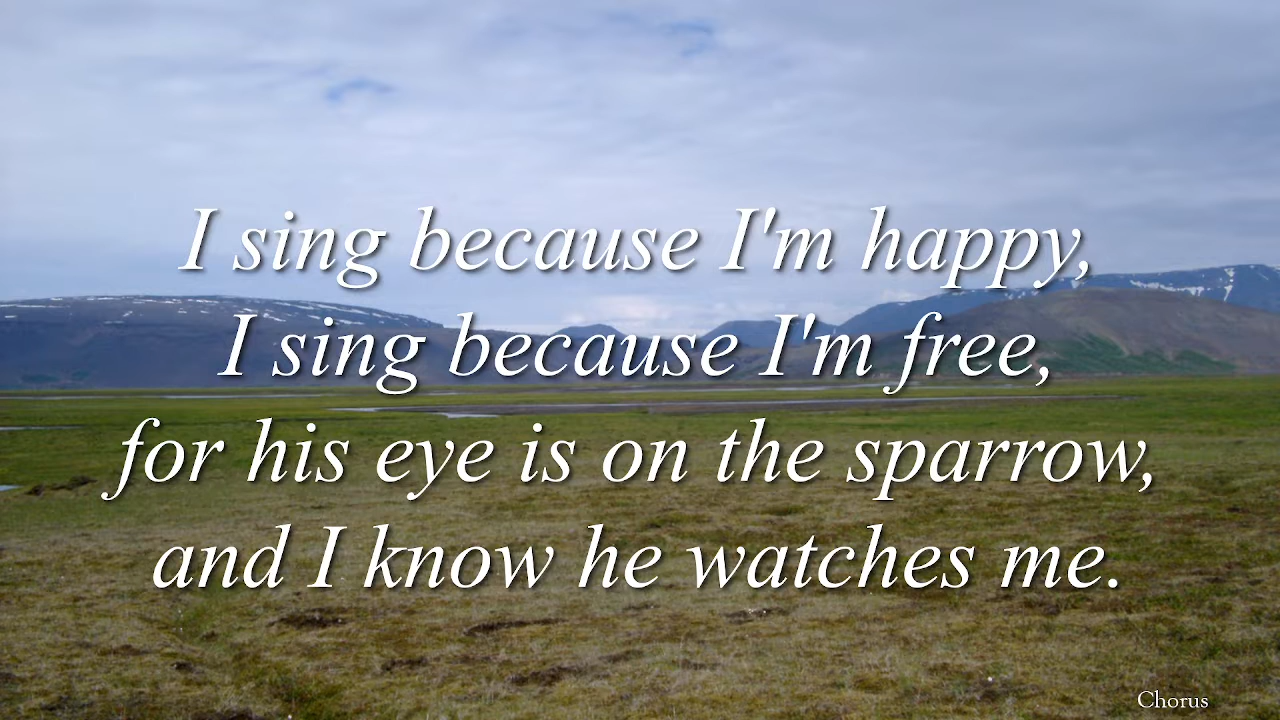 I sing because I'm happy,
I sing because I'm free,
for his eye is on the sparrow,
and I know he watches me.
Chorus